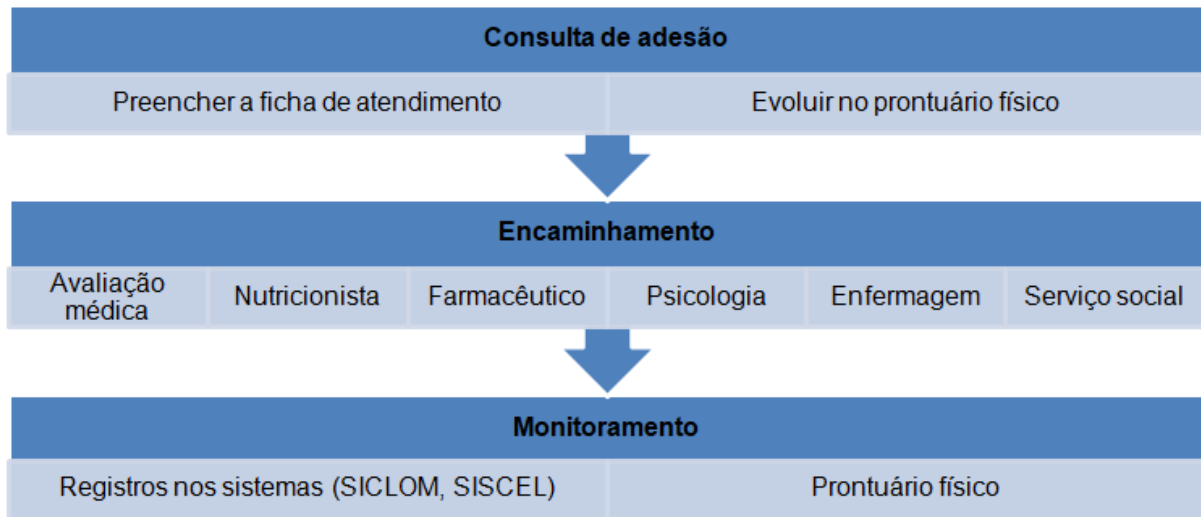 Consulta de adesão
Preencher a ficha de atendimento
Evoluir no prontuário físico
Encaminhamento
Avaliação
médica
Nutricionista
Farmacêutico
Psicologia
Enfermagem
Serviço social
Monitoramento
Registros nos sistemas (SICLOM, SISCEL)
Prontuário físico